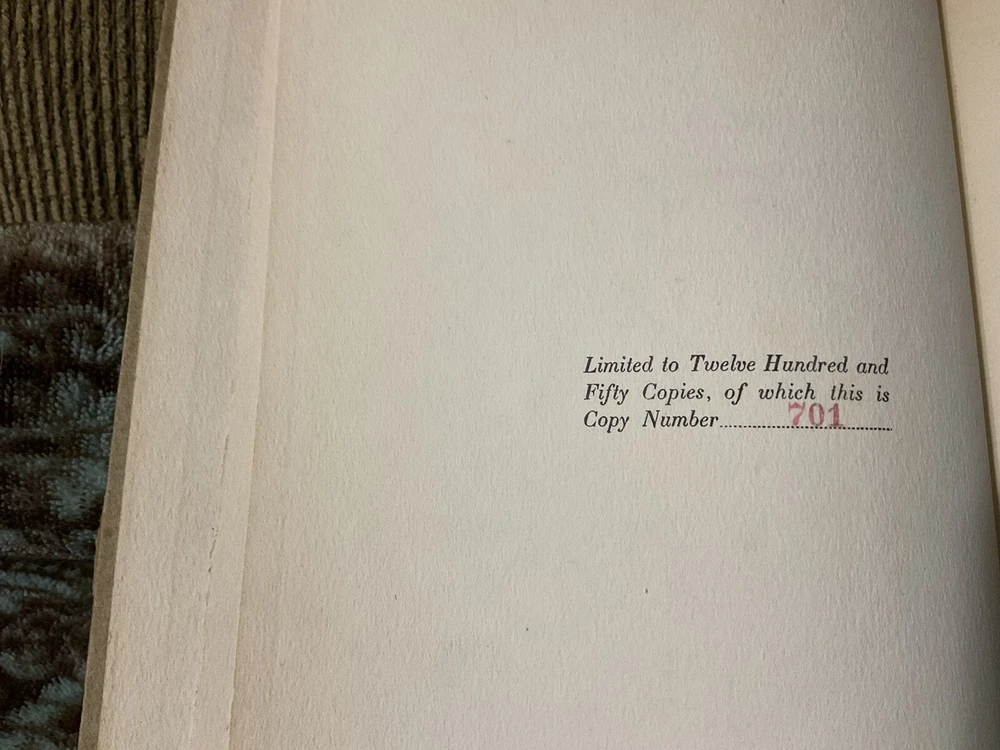 Limited to Twelve Hundred and
Fifty Copies, of which this is
Copy Number..........701..........